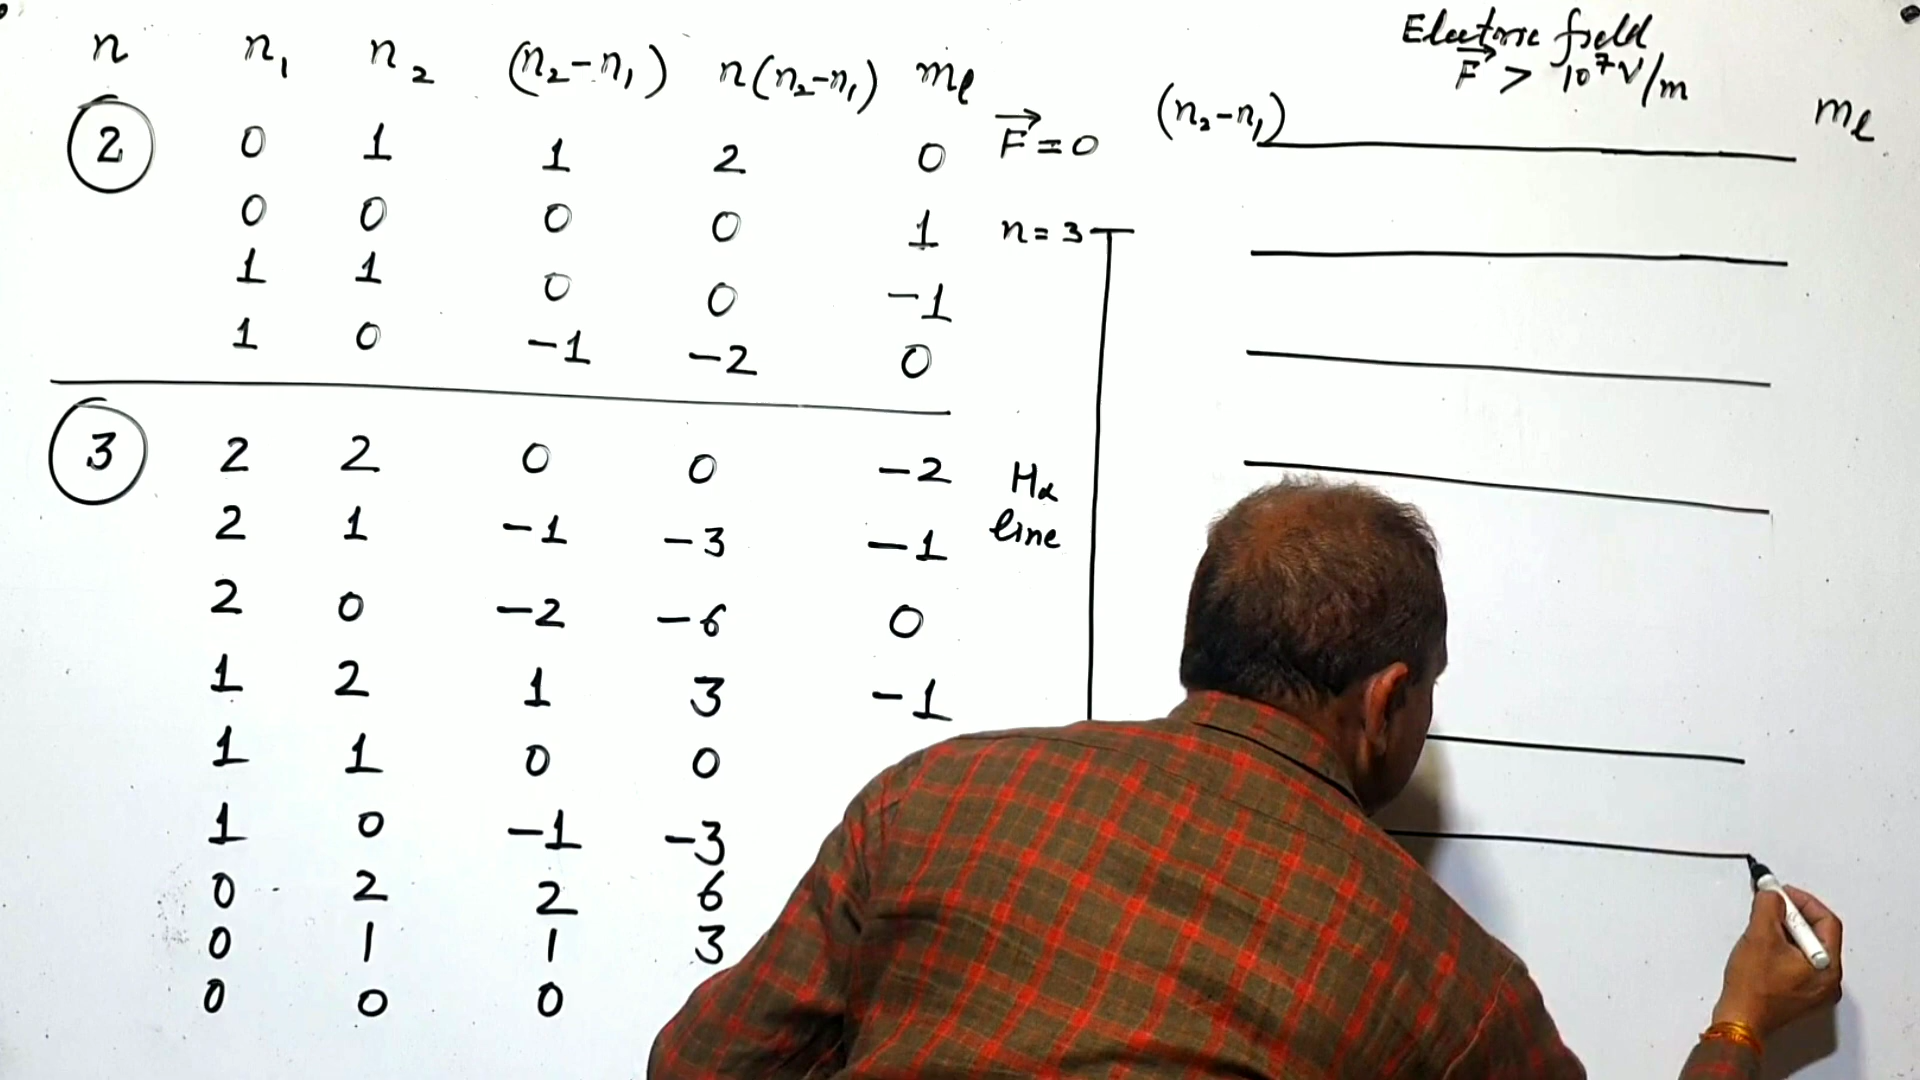 n n₁ n₂ (n₂-n₁) n(n₂-n₁) mℓ
2 0 1 1 2 0
0 0 0 0 1
1 1 0 0 -1
1 0 -1 -2 0
3 2 2 0 0 -2
2 1 -1 -3 -1
2 0 -2 -6 0
1 2 1 3 -1
1 1 0 0
1 0 -1 -3
0 2 2 6
0 1 1 3
0 0 0
F⃗=0
n=3
Hα
line
Electric field
F⃗ > 10⁷V/m
(n₂-n₁) mℓ